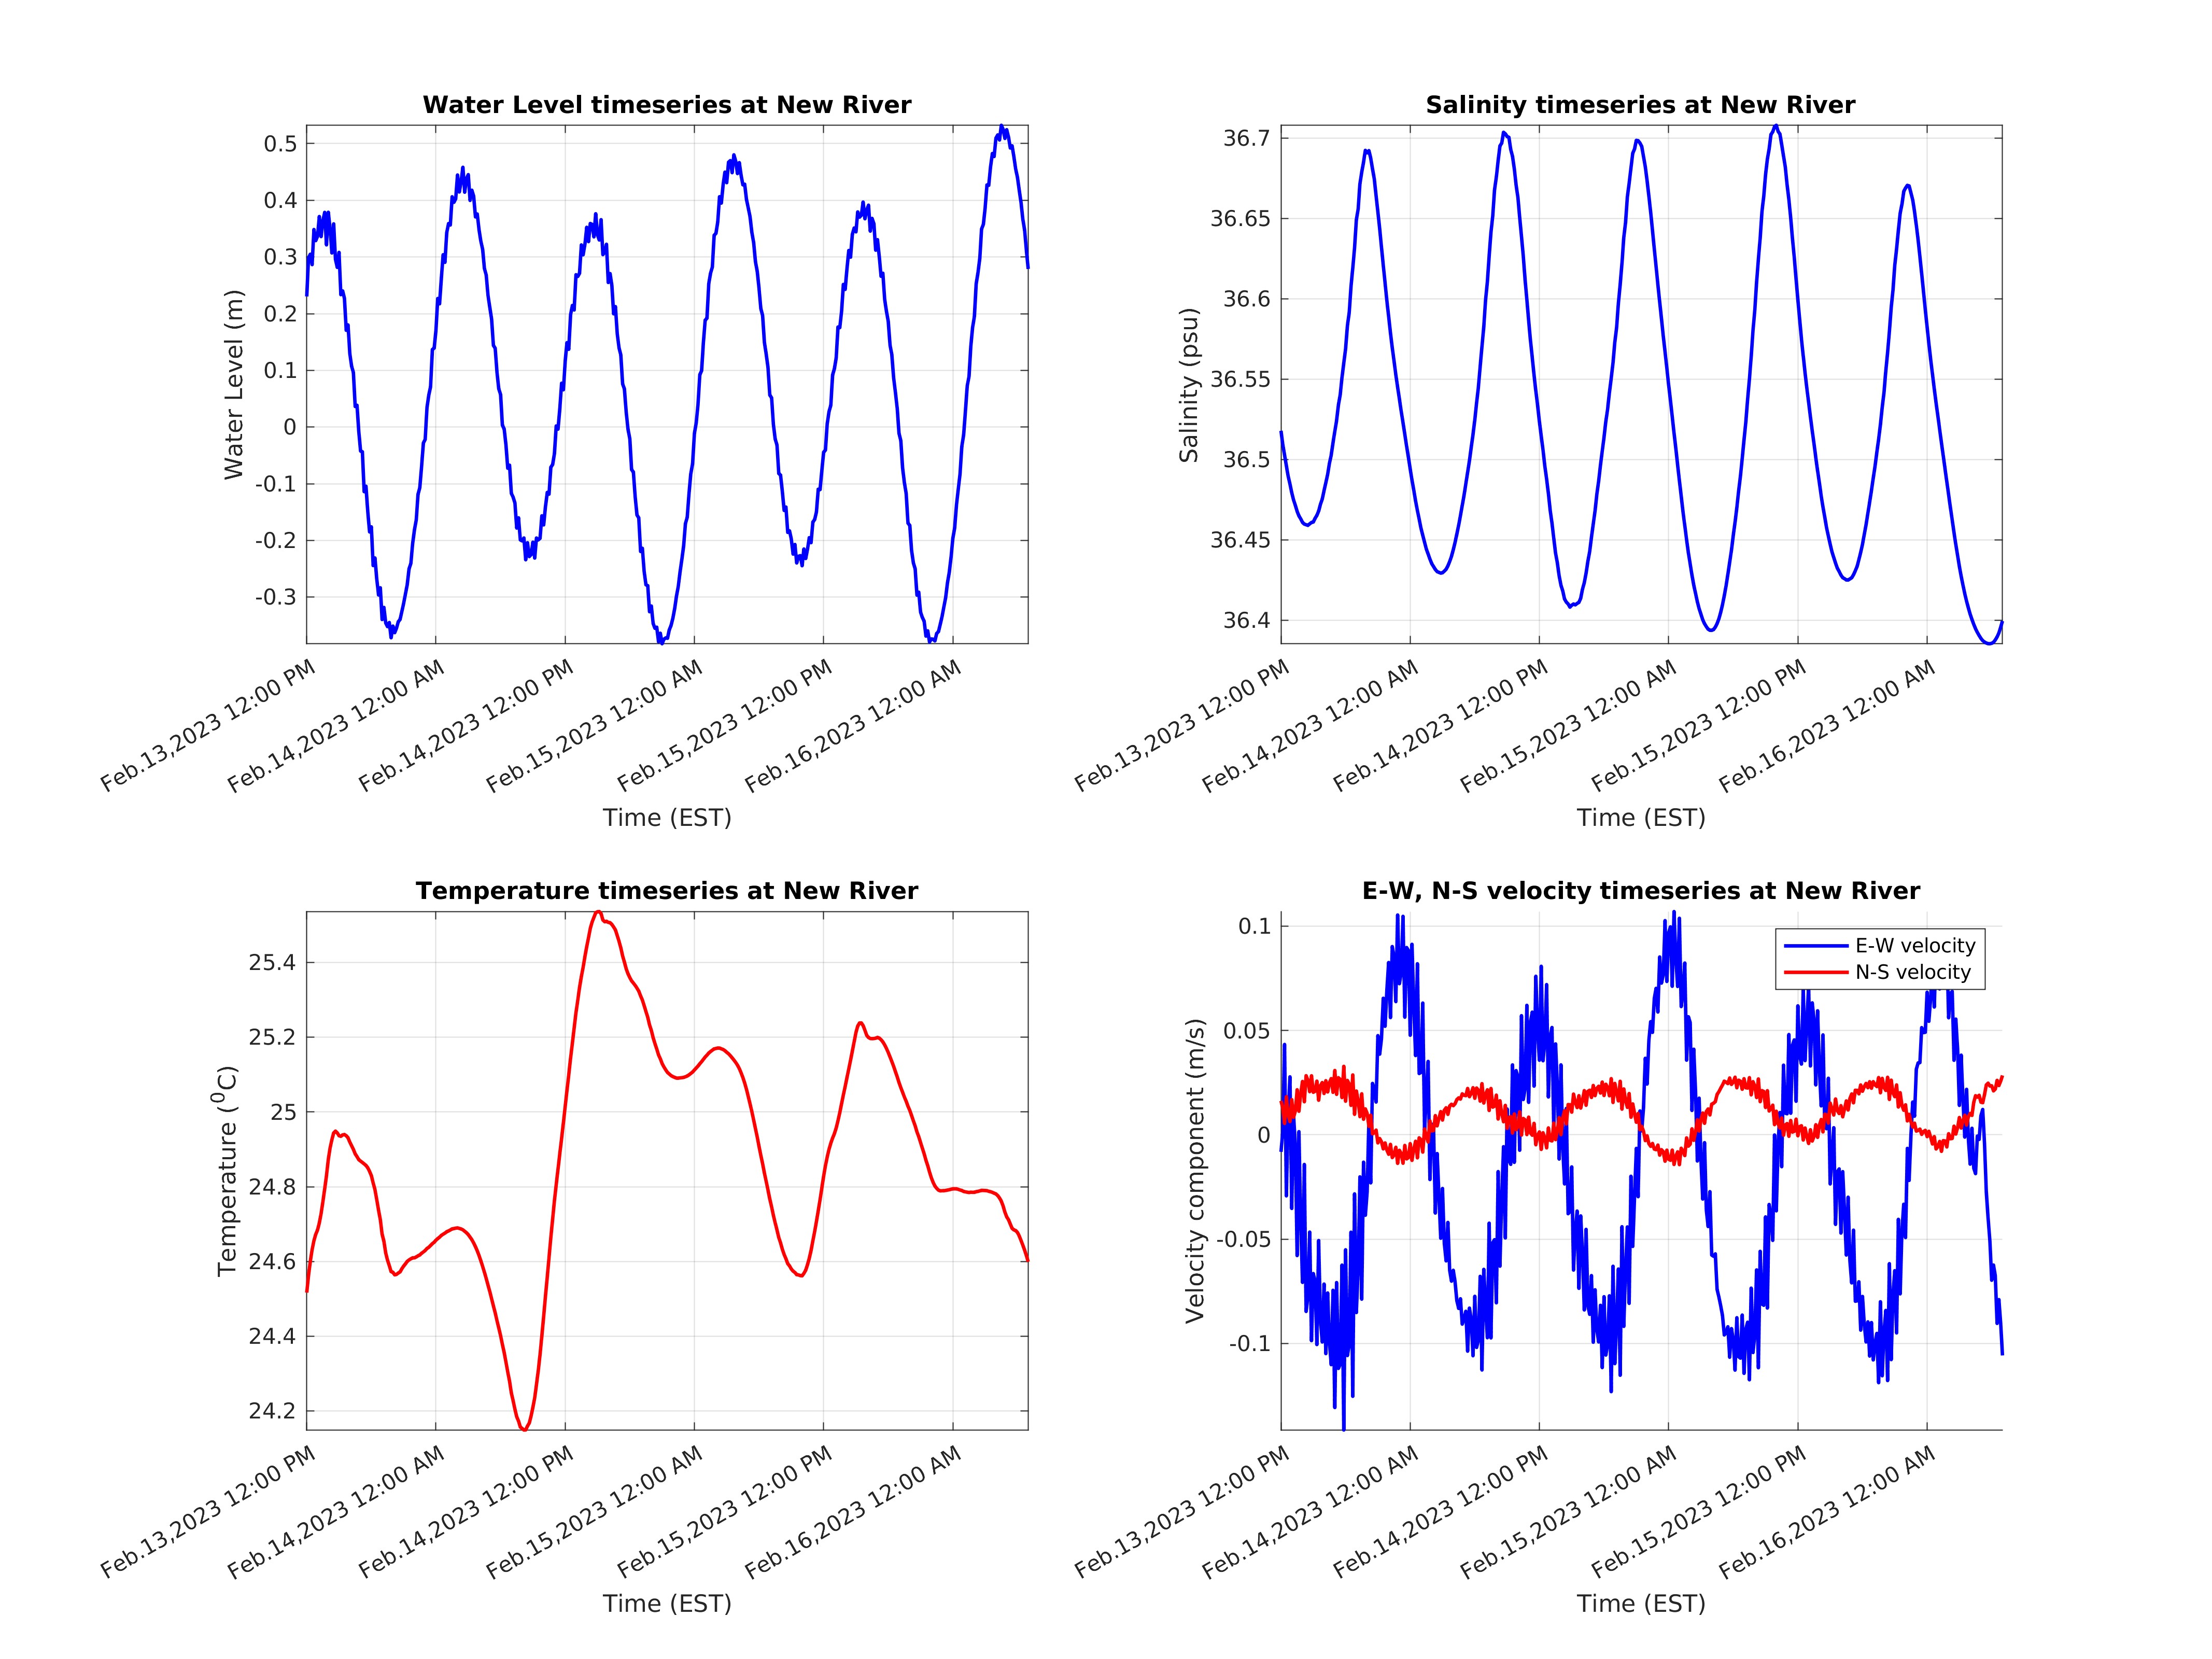 Water Level timeseries at New River
Water Level (m)
0.5
0.4
0.3
0.2
0.1
0
-0.1
-0.2
-0.3
Feb.13,2023 12:00 PM
Feb.14,2023 12:00 AM
Feb.14,2023 12:00 PM
Feb.15,2023 12:00 AM
Feb.15,2023 12:00 PM
Feb.16,2023 12:00 AM
Time (EST)
Salinity timeseries at New River
Salinity (psu)
36.7
36.65
36.6
36.55
36.5
36.45
36.4
Feb.13,2023 12:00 PM
Feb.14,2023 12:00 AM
Feb.14,2023 12:00 PM
Feb.15,2023 12:00 AM
Feb.15,2023 12:00 PM
Feb.16,2023 12:00 AM
Time (EST)
Temperature timeseries at New River
Temperature (⁰C)
25.4
25.2
25
24.8
24.6
24.4
24.2
Feb.13,2023 12:00 PM
Feb.14,2023 12:00 AM
Feb.14,2023 12:00 PM
Feb.15,2023 12:00 AM
Feb.15,2023 12:00 PM
Feb.16,2023 12:00 AM
Time (EST)
E-W, N-S velocity timeseries at New River
Velocity component (m/s)
0.1
0.05
0
-0.05
-0.1
E-W velocity
N-S velocity
Feb.13,2023 12:00 PM
Feb.14,2023 12:00 AM
Feb.14,2023 12:00 PM
Feb.15,2023 12:00 AM
Feb.15,2023 12:00 PM
Feb.16,2023 12:00 AM
Time (EST)